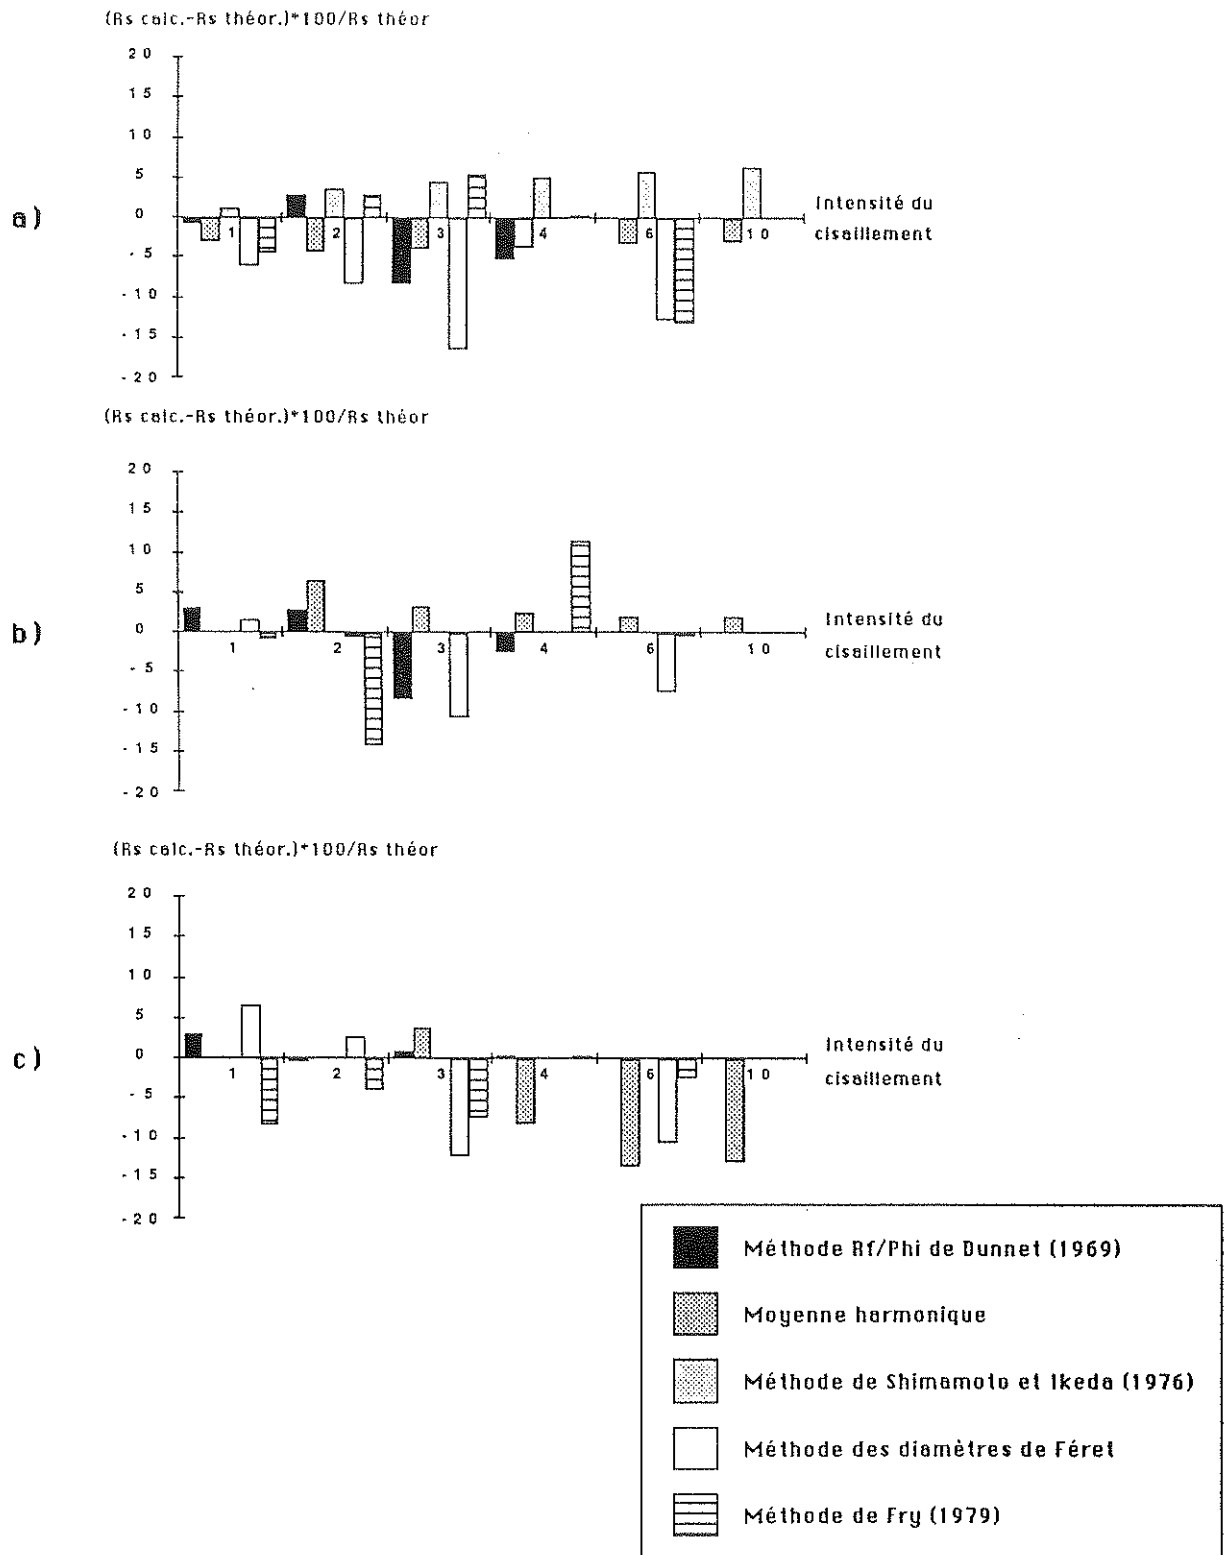 (Rs calc.-Rs théor.)*100/Rs théor
20
15
10
5
0
-5
-10
-15
-20
a)
1 2 3 4 6 10
Intensité du
cisaillement
(Rs calc.-Rs théor.)*100/Rs théor
20
15
10
5
0
-5
-10
-15
-20
b)
1 2 3 4 6 10
Intensité du
cisaillement
(Rs calc.-Rs théor.)*100/Rs théor
20
15
10
5
0
-5
-10
-15
-20
c)
1 2 3 4 6 10
Intensité du
cisaillement
Méthode Rf/Phi de Dunnet (1969)
Moyenne harmonique
Méthode de Shimamoto et Ikeda (1976)
Méthode des diamètres de Féret
Méthode de Fry (1979)